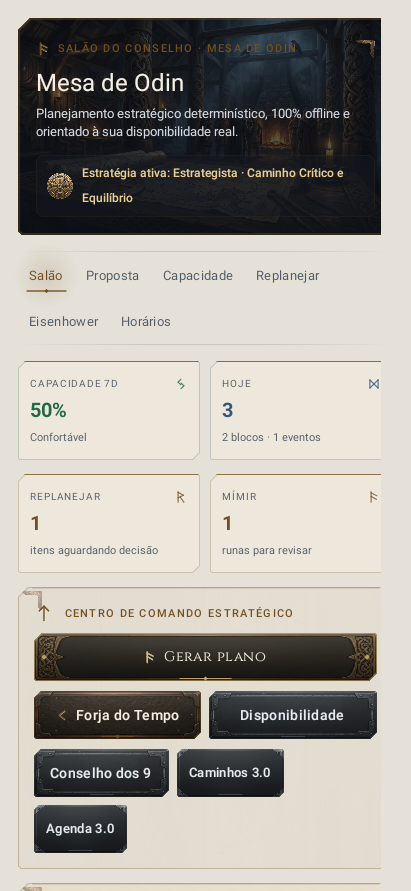 SALÃO DO CONSELHO · MESA DE ODIN
Mesa de Odin
Planejamento estratégico determinístico, 100% offline e
orientado à sua disponibilidade real.
Estratégia ativa: Estrategista · Caminho Crítico e
Equilíbrio
Salão Proposta Capacidade Replanejar
Eisenhower Horários
CAPACIDADE 7D ᛃ
50%
Confortável
HOJE ᛞ
3
2 blocos · 1 eventos
REPLANEJAR ᚱ
1
itens aguardando decisão
MÍMIR ᚨ
1
runas para revisar
CENTRO DE COMANDO ESTRATÉGICO
ᚨ GERAR PLANO
ᚲ Forja do Tempo
Disponibilidade
Conselho dos 9
Caminhos 3.0
Agenda 3.0